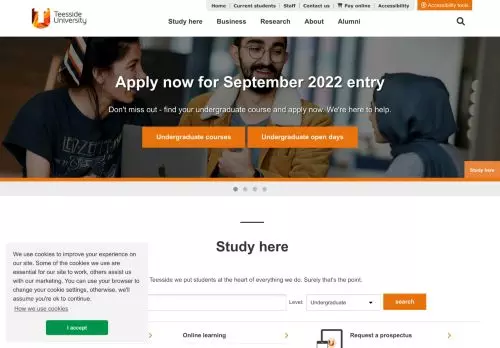 Teesside
University
Home Current students Staff Contact us Pay online Accessibility
Accessibility tools
Study here Business Research About Alumni
Apply now for September 2022 entry
Don't miss out - find your undergraduate course and apply now. We're here to help.
Undergraduate courses Undergraduate open days
Study here
Study here
Teesside we put students at the heart of everything we do. Surely that's the point.
Level: Undergraduate search
We use cookies to improve your experience on
our site. Some of the cookies we use are
essential for our site to work, others assist us
with our marketing. You can use your browser to
change your cookie settings, otherwise, we'll
assume you're ok to continue.
How we use cookies
I accept
Online learning
Request a prospectus